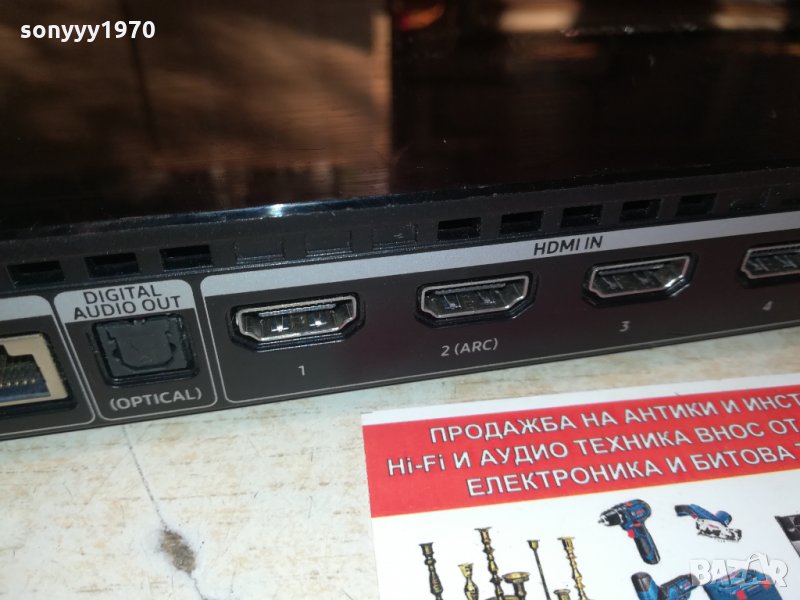 sonyyy1970
HDMI IN
DIGITAL
AUDIO OUT
(OPTICAL)
1
2 (ARC)
3
4
ПРОДАЖБА НА АНТИКИ И ИНСТ
Hi-Fi И АУДИО ТЕХНИКА ВНОС ОТ
ЕЛЕКТРОНИКА И БИТОВА Т
BAZAR